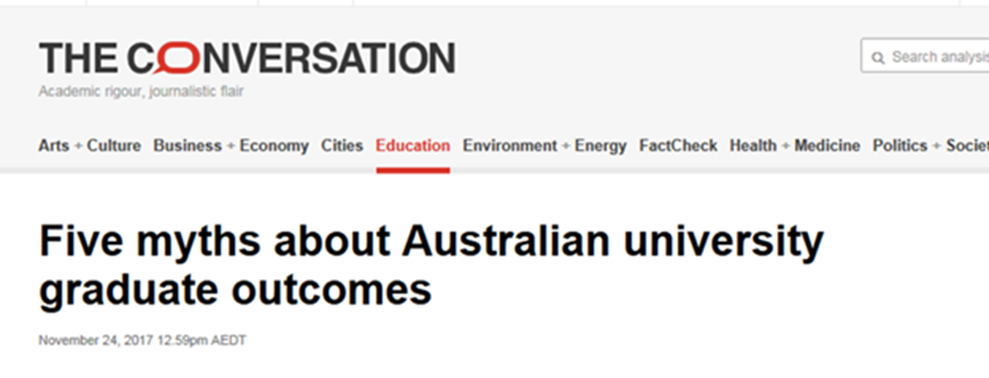 THE CONVERSATION
Search analysis
Academic rigour, journalistic flair
Arts + Culture Business + Economy Cities Education Environment + Energy FactCheck Health + Medicine Politics + Societ
Five myths about Australian university
graduate outcomes
November 24, 2017 12.59pm AEDT